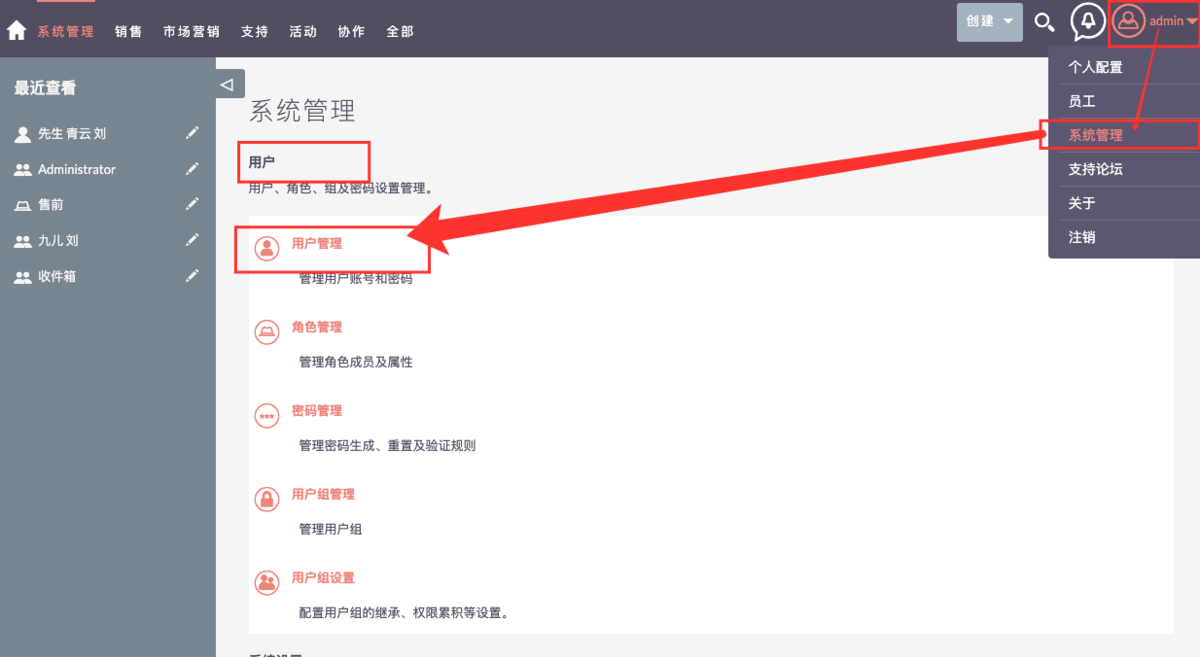 系统管理 销售 市场营销 支持 活动 协作 全部
创建
admin
个人配置
员工
系统管理
支持论坛
关于
注销
最近查看
先生 青云 刘
Administrator
售前
九儿 刘
收件箱
系统管理
用户
用户、角色、组及密码设置管理。
用户管理
管理用户账号和密码
角色管理
管理角色成员及属性
密码管理
管理密码生成、重置及验证规则
用户组管理
管理用户组
用户组设置
配置用户组的继承、权限累积等设置。
系统设置